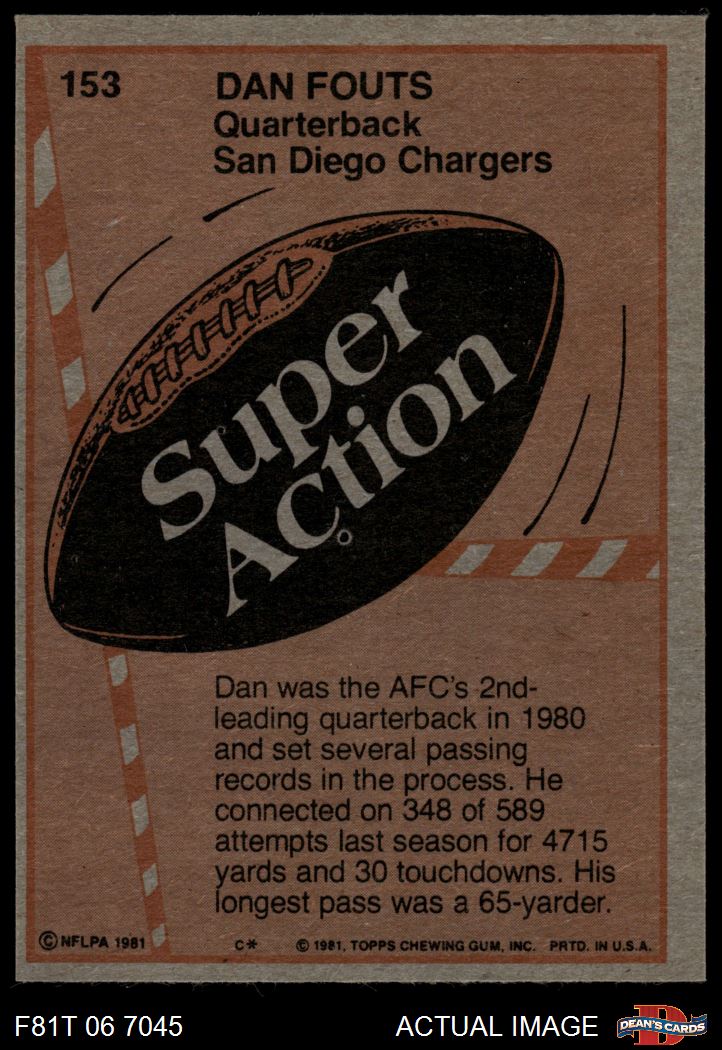 153
DAN FOUTS
Quarterback
San Diego Chargers
Super
Action
Dan was the AFC's 2nd-
leading quarterback in 1980
and set several passing
records in the process. He
connected on 348 of 589
attempts last season for 4715
yards and 30 touchdowns. His
longest pass was a 65-yarder.
©NFLPA 1981 C* © 1981, TOPPS CHEWING GUM, INC. PRTD. IN U.S.A.
F81T 06 7045 ACTUAL IMAGE D DEAN'S CARDS